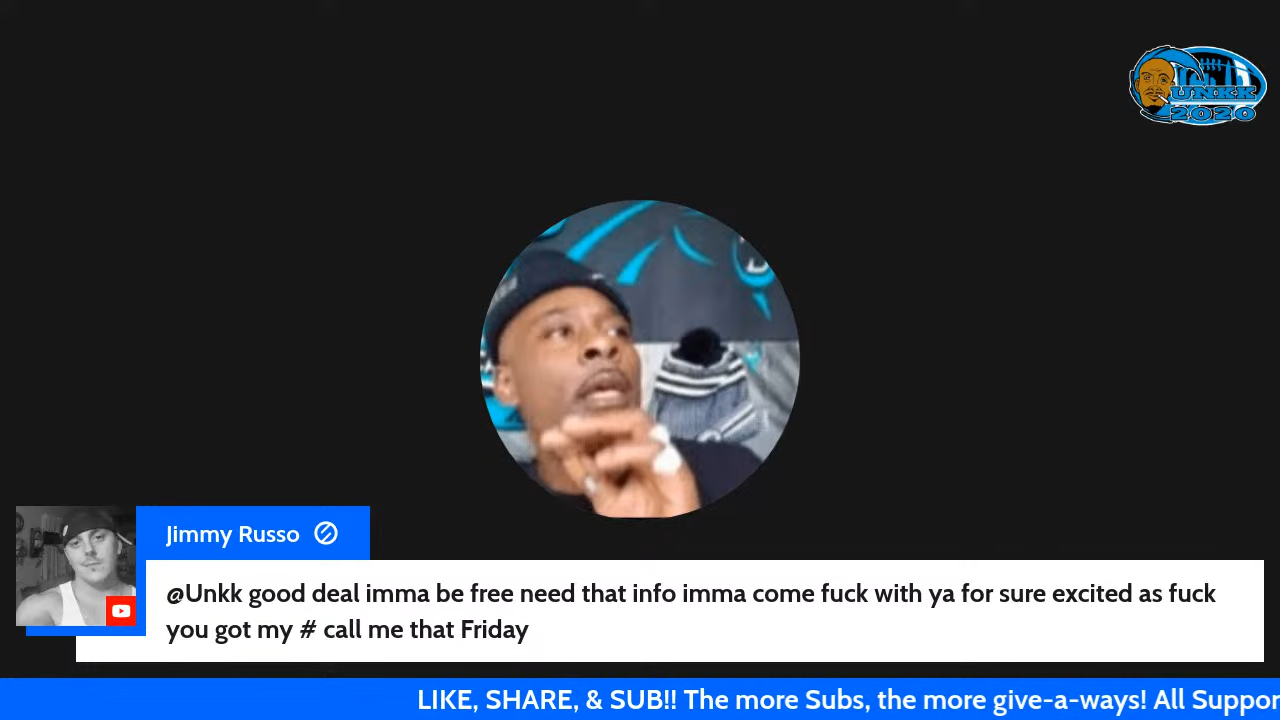 UNKK
2020
Jimmy Russo
@Unkk good deal imma be free need that info imma come fuck with ya for sure excited as fuck
you got my # call me that Friday
LIKE, SHARE, & SUB!! The more Subs, the more give-a-ways! All Suppor